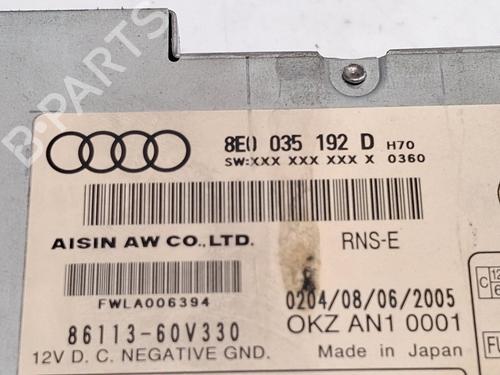 8E0 035 192 D H70
SW:XXX XXX XXX X 0360
AISIN AW CO.,LTD.
RNS-E
FWLA006394
0204/08/06/2005
86113-60V330
OKZ AN1 0001
12V D. C. NEGATIVE GND.
Made in Japan
C
FU
B-PARTS